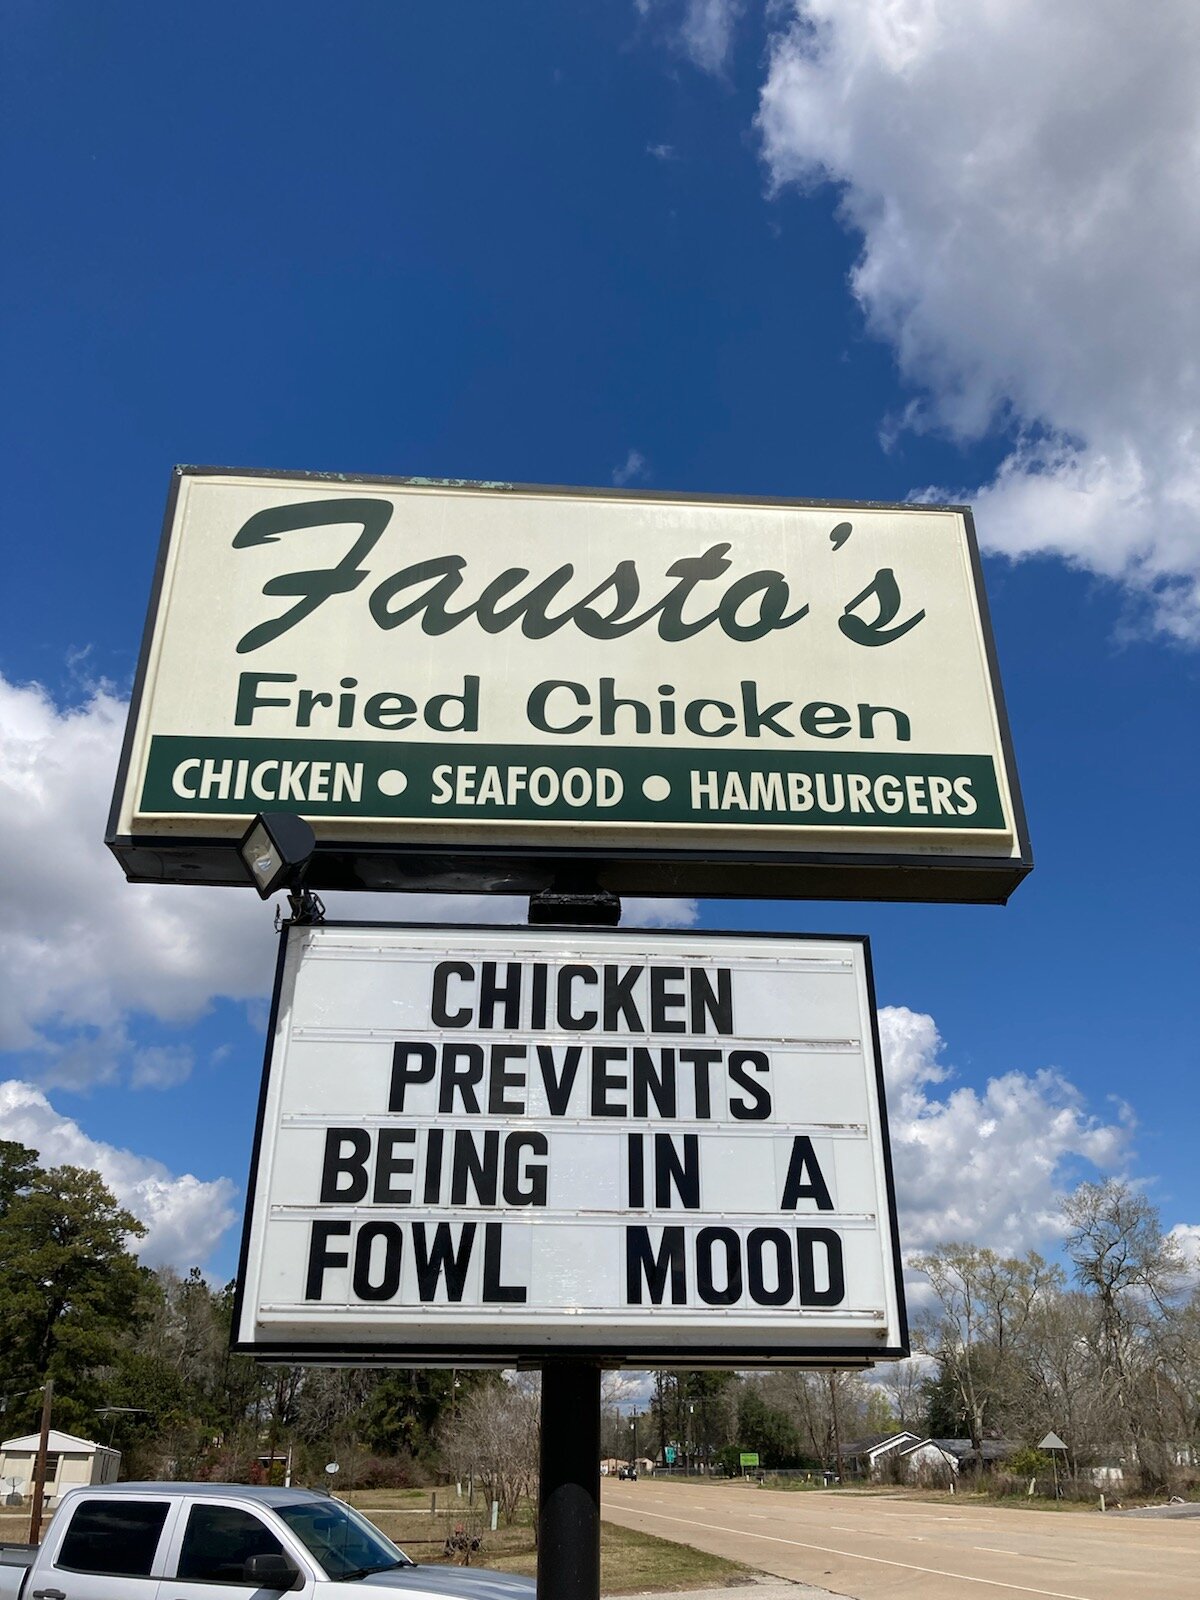 Fausto's
Fried Chicken
CHICKEN • SEAFOOD • HAMBURGERS
CHICKEN
PREVENTS
BEING IN A
FOWL MOOD